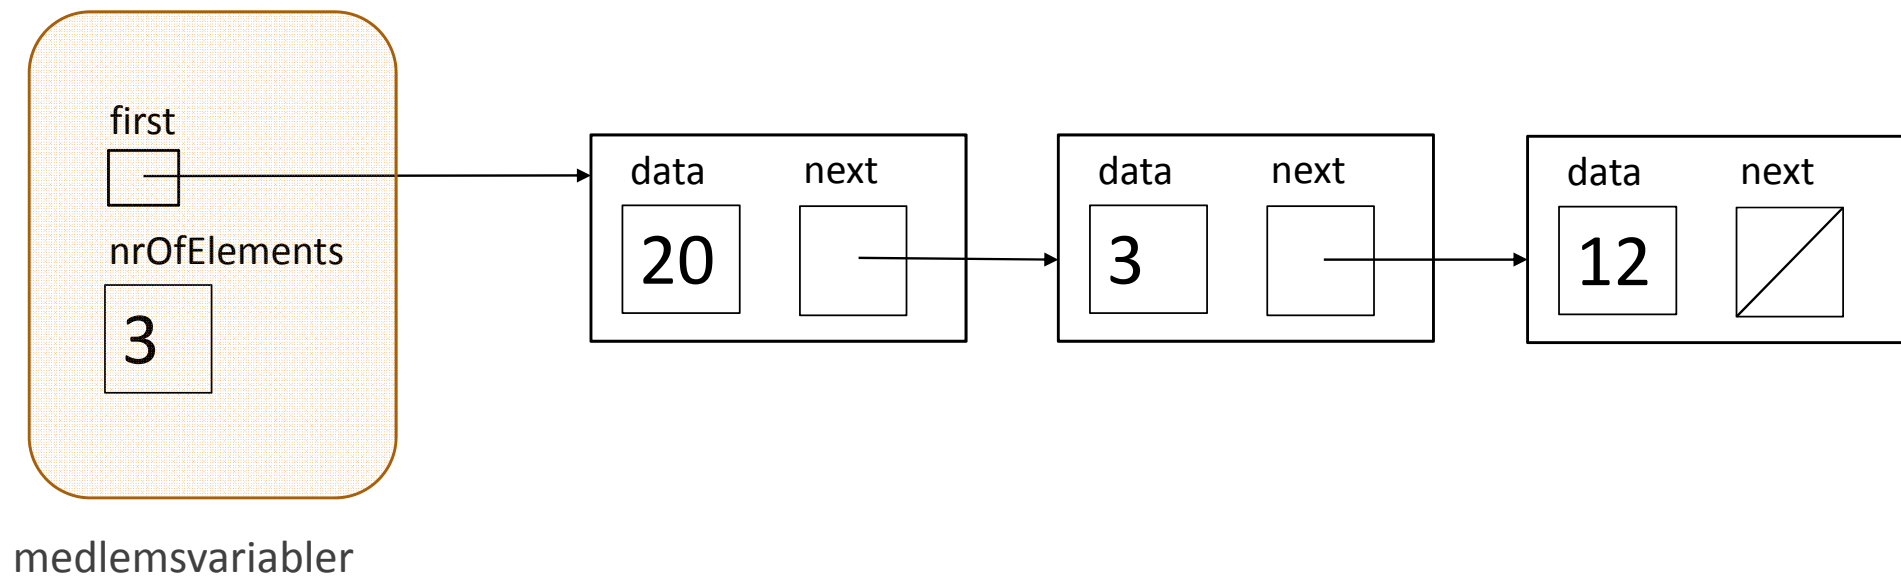 first
nrOfElements
3
data next
20
data next
3
data next
12
medlemsvariabler